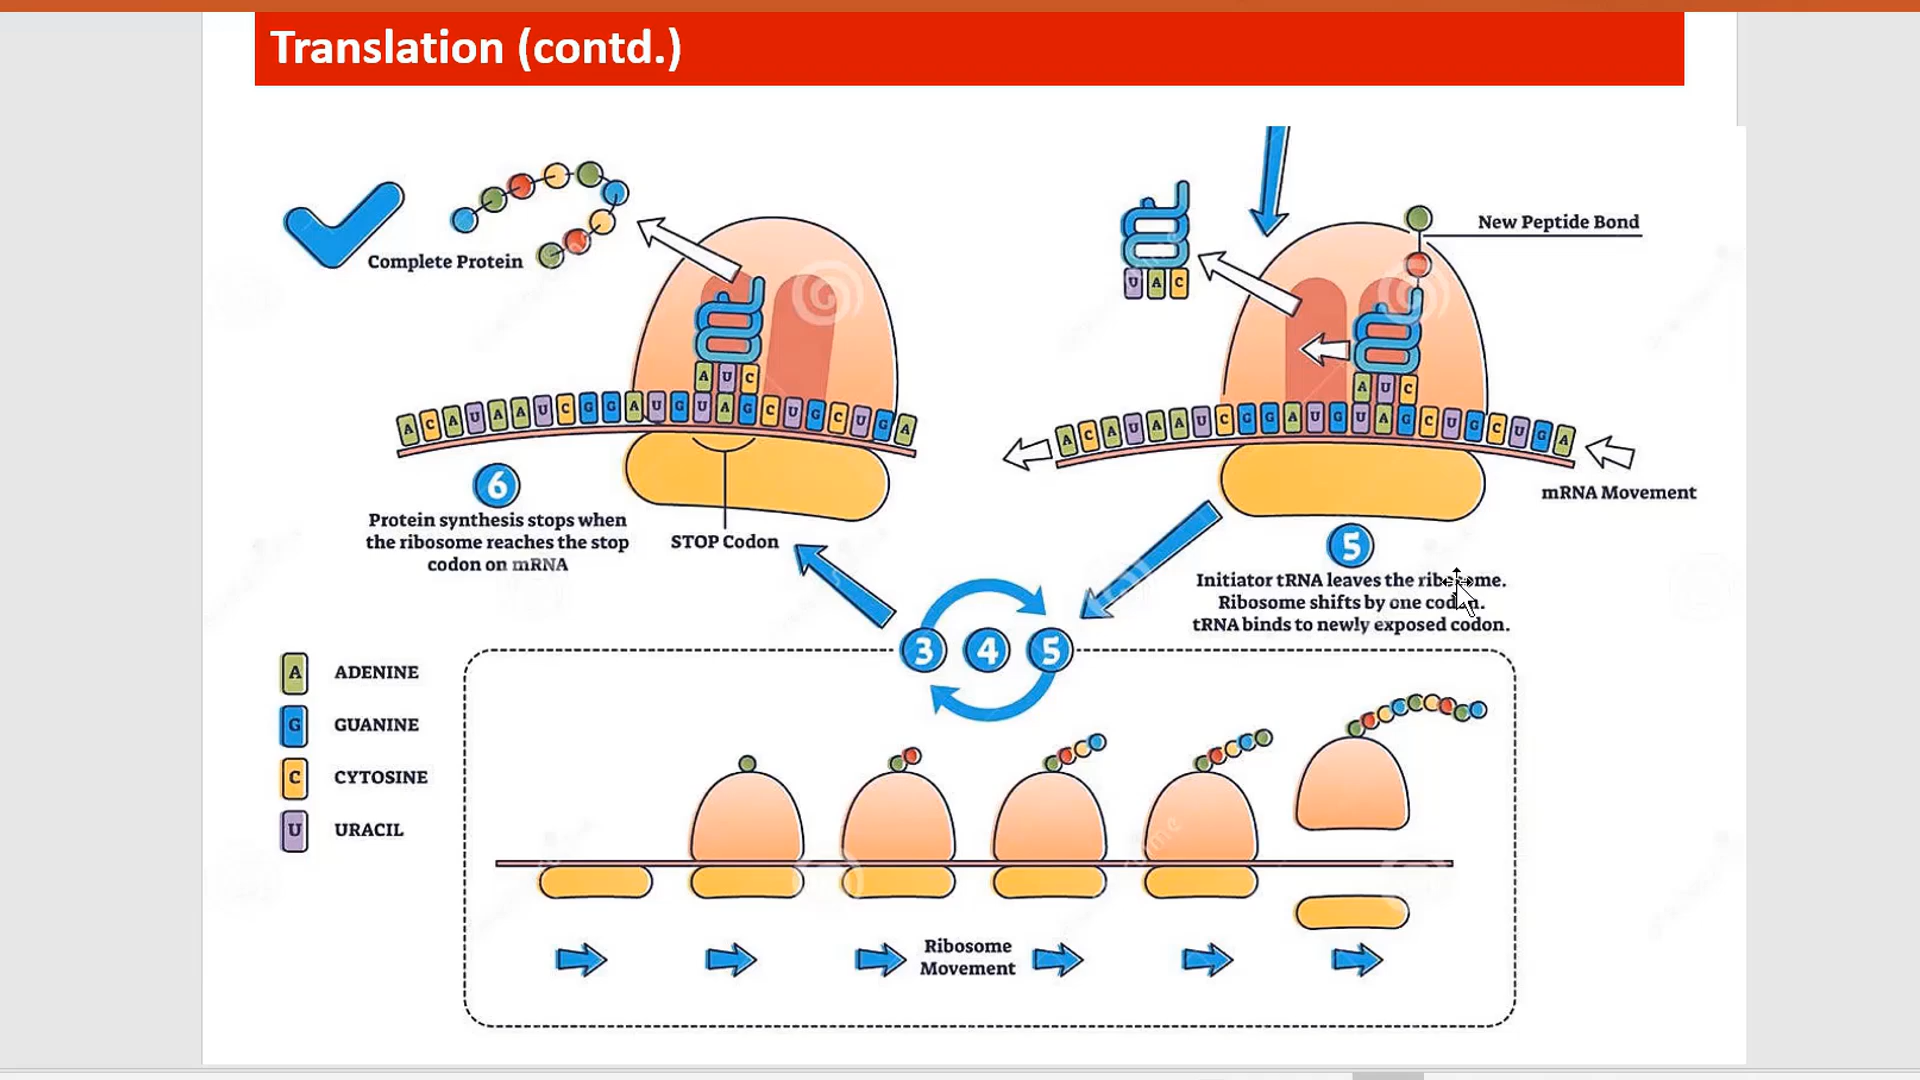 Translation (contd.)
Complete Protein
New Peptide Bond
U A C
A U C
A U C
A C A U A A U C G G A U G U A G C U G C U G A
A C A U A A U C G G A U G U A G C U G C U G A
mRNA Movement
6
Protein synthesis stops when
the ribosome reaches the stop
codon on mRNA
STOP Codon
5
Initiator tRNA leaves the ribosome.
Ribosome shifts by one codon.
tRNA binds to newly exposed codon.
3 4 5
A ADENINE
G GUANINE
C CYTOSINE
U URACIL
Ribosome
Movement